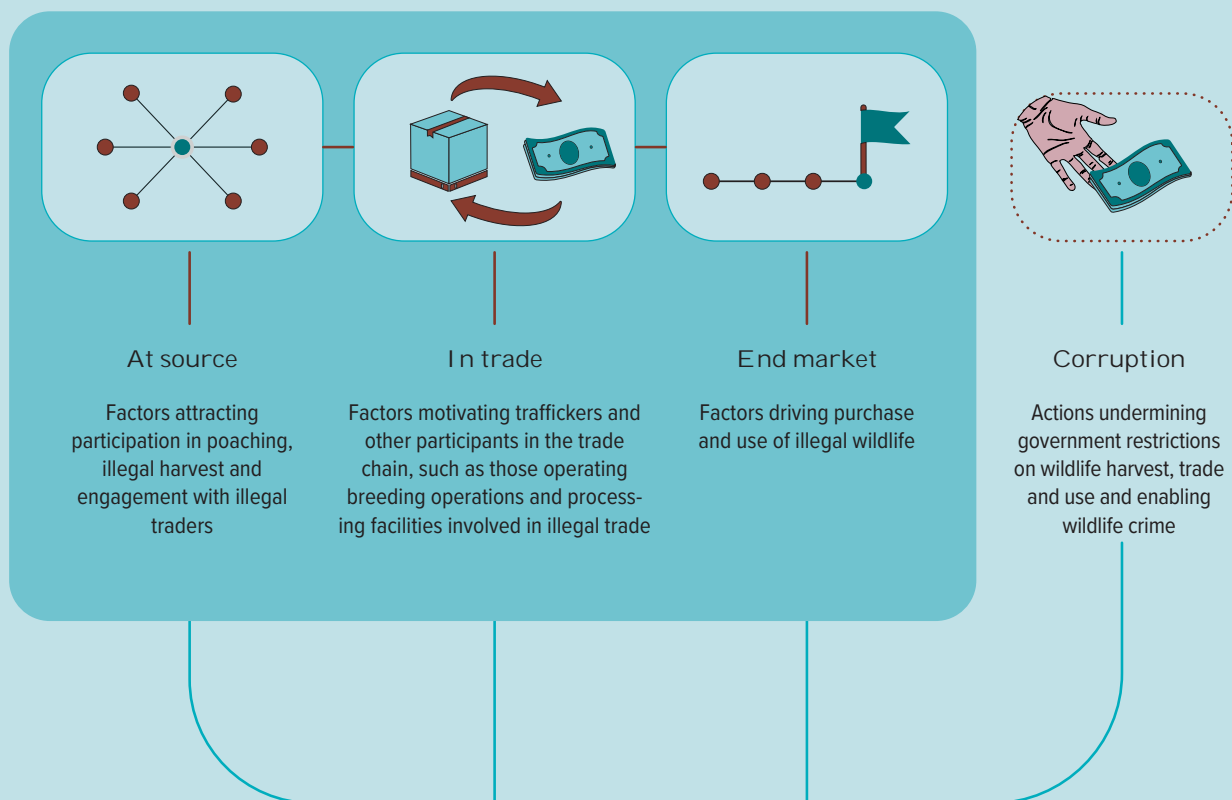 At source
Factors attracting
participation in poaching,
illegal harvest and
engagement with illegal
traders
In trade
Factors motivating traffickers and
other participants in the trade
chain, such as those operating
breeding operations and process-
ing facilities involved in illegal trade
End market
Factors driving purchase
and use of illegal wildlife
Corruption
Actions undermining
government restrictions
on wildlife harvest, trade
and use and enabling
wildlife crime